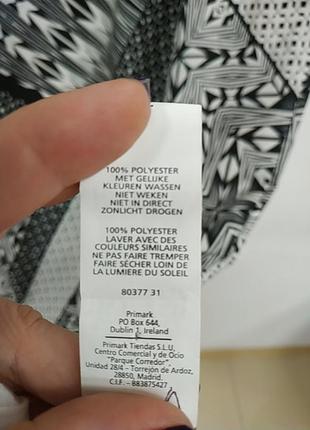 100% POLYESTER
MET GELIJKE
KLEUREN WASSEN
NIET WEKEN
NIET IN DIRECT
ZONLICHT DROGEN
100% POLYESTER
LAVER AVEC DES
COULEURS SIMILAIRES
NE PAS FAIRE TREMPER
FAIRE SÉCHER LOIN DE
LA LUMIERE DU SOLEIL
80377 31
Primark
PO Box 644,
Dublin 1, Ireland
Primark Tiendas S.L.U,
Centro Comercial y de Ocio
"Parque Corredor",
Unidad 28/4 - Torrejón de Ardoz,
28850, Madrid.
C.I.F. - B83875427